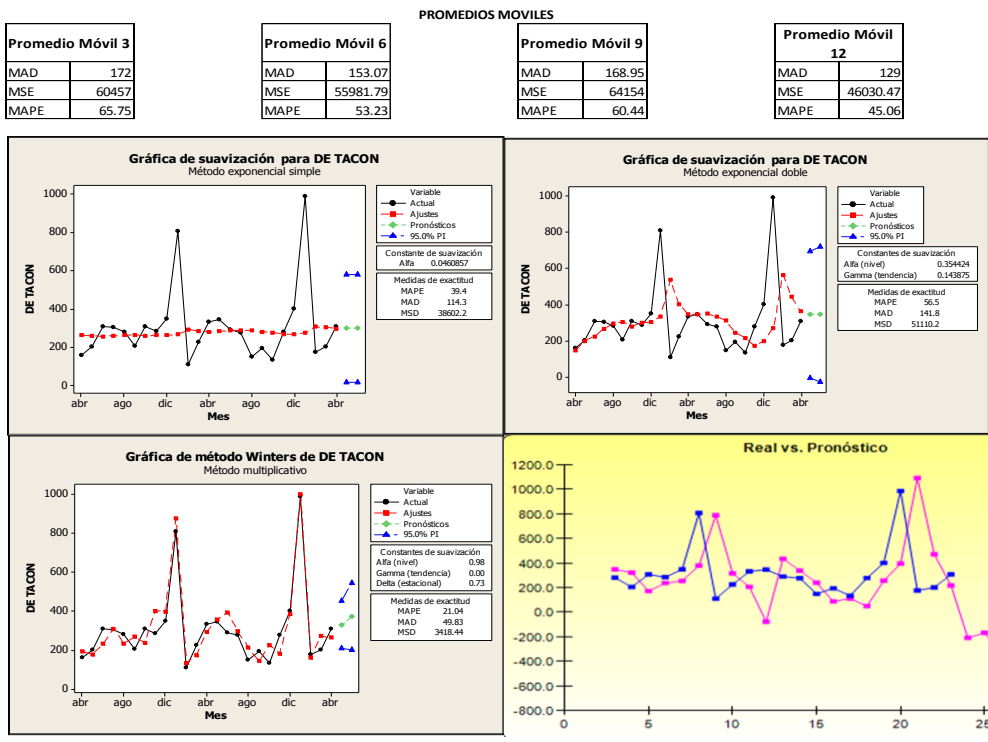 PROMEDIOS MOVILES
Promedio Móvil 3
MAD 172
MSE 60457
MAPE 65.75
Promedio Móvil 6
MAD 153.07
MSE 55981.79
MAPE 53.23
Promedio Móvil 9
MAD 168.95
MSE 64154
MAPE 60.44
Promedio Móvil
12
MAD 129
MSE 46030.47
MAPE 45.06
Gráfica de suavización para DE TACON
Método exponencial simple
DE TACON
1000
800
600
400
200
0
abr ago dic abr ago dic abr
Mes
Variable
Actual
Ajustes
Pronósticos
95.0% PI
Constante de suavización
Alfa 0.0460857
Medidas de exactitud
MAPE 39.4
MAD 114.3
MSD 38602.2
Gráfica de suavización para DE TACON
Método exponencial doble
DE TACON
1000
800
600
400
200
0
abr ago dic abr ago dic abr
Mes
Variable
Actual
Ajustes
Pronósticos
95.0% PI
Constantes de suavización
Alfa (nivel) 0.354424
Gamma (tendencia) 0.143875
Medidas de exactitud
MAPE 56.5
MAD 141.8
MSD 51110.2
Gráfica de método Winters de DE TACON
Método multiplicativo
DE TACON
1000
800
600
400
200
0
abr ago dic abr ago dic abr
Mes
Variable
Actual
Ajustes
Pronósticos
95.0% PI
Constantes de suavización
Alfa (nivel) 0.98
Gamma (tendencia) 0.00
Delta (estacional) 0.73
Medidas de exactitud
MAPE 21.04
MAD 49.83
MSD 3418.44
Real vs. Pronóstico
1200.0
1000.0
800.0
600.0
400.0
200.0
0.0
-200.0
-400.0
-600.0
-800.0
0 5 10 15 20 25